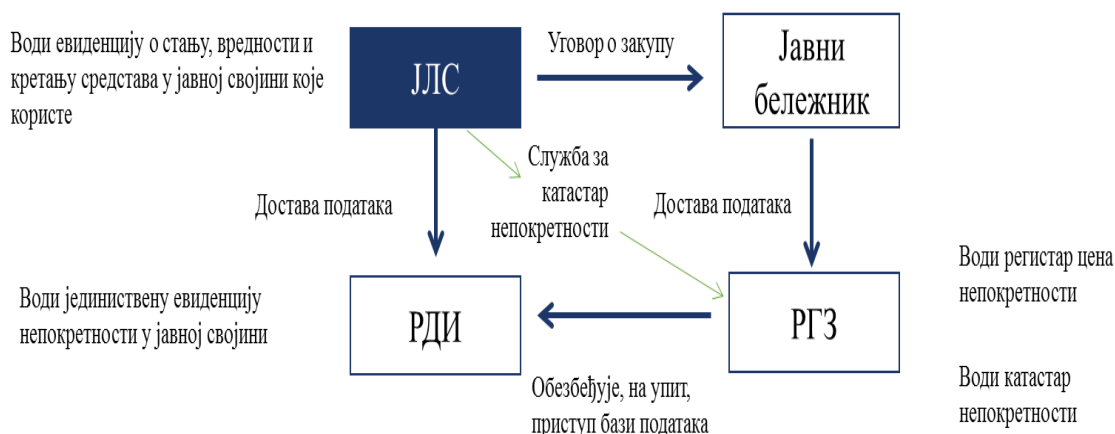 Води евиденцију о стању, вредности и
кретању средстава у јавној својини које
користе
ЈЛС
Уговор о закупу
Јавни
бележник
Служба за
катастар
непокретности
Достава података
Достава података
Води јединиствену евиденцију
непокретности у јавној својини
РДИ
РГЗ
Води регистар цена
непокретности
Обезбеђује, на упит,
приступ бази података
Води катастар
непокретности